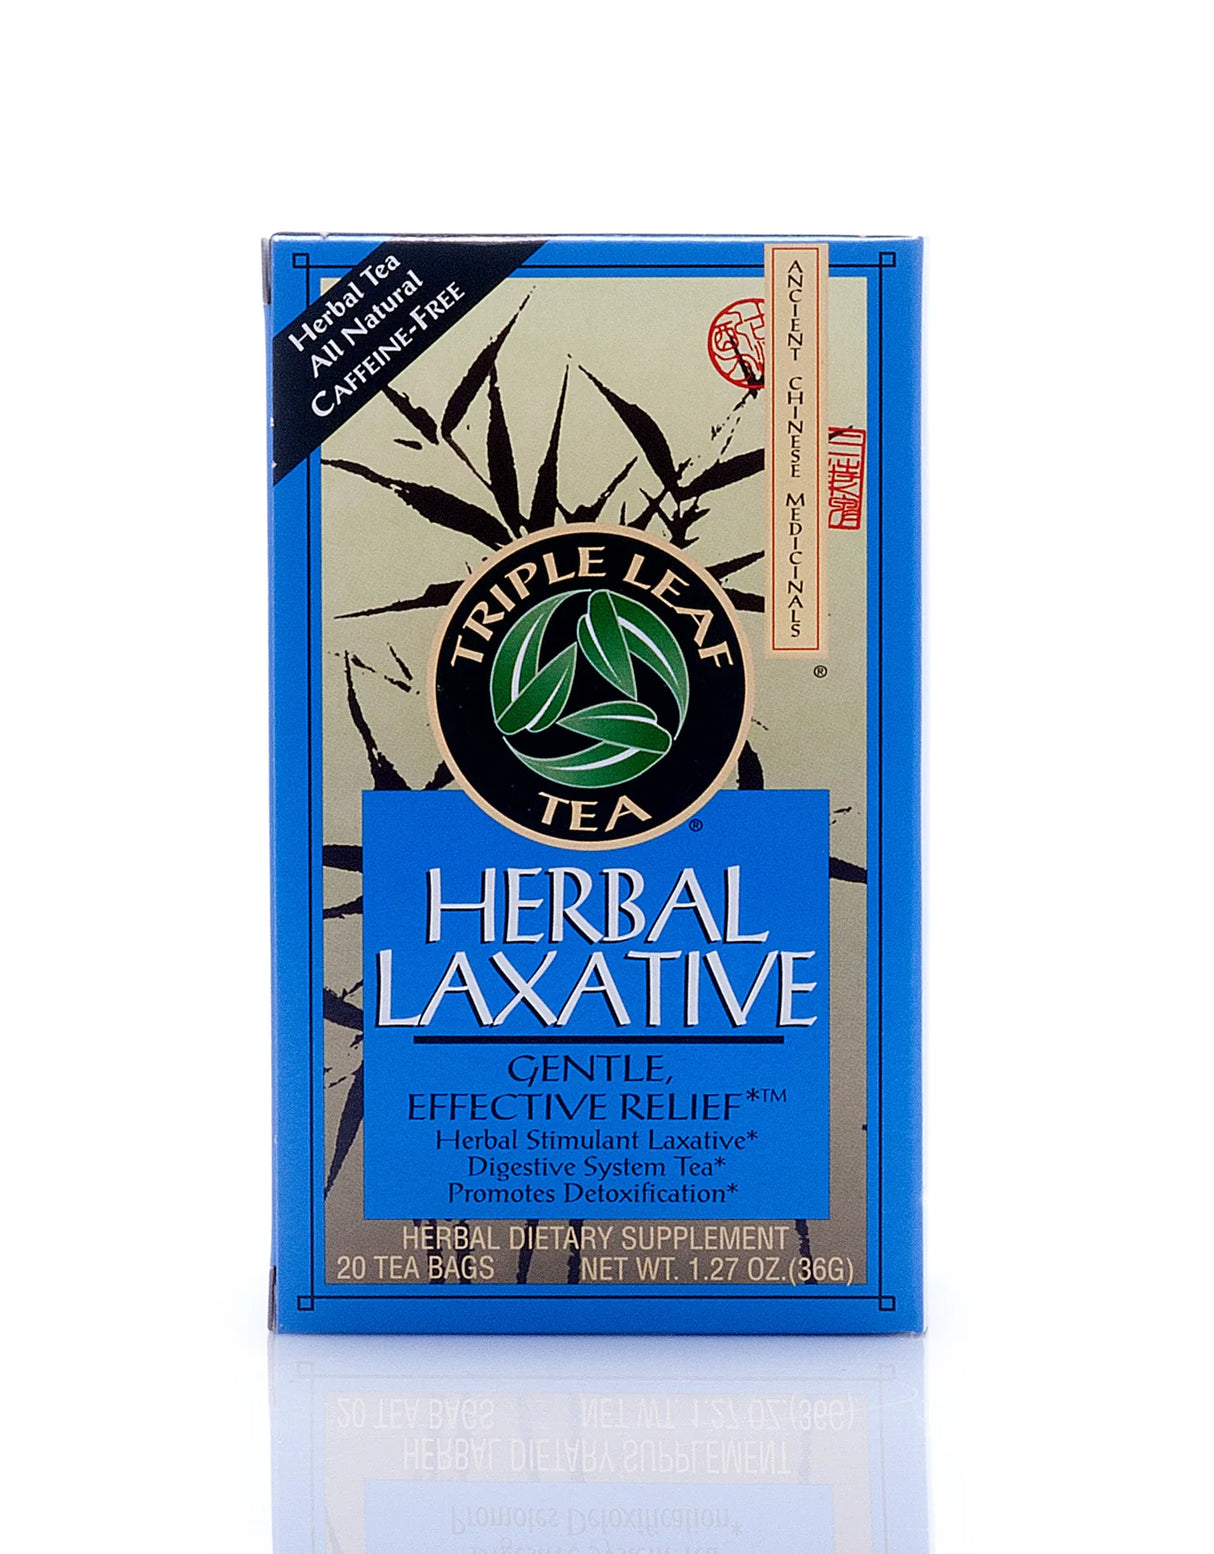 Herbal Tea
All Natural
CAFFEINE-FREE
ANCIENT CHINESE MEDICINALS
®
TRIPLE LEAF
TEA
®
HERBAL
LAXATIVE
GENTLE,
EFFECTIVE RELIEF*™
Herbal Stimulant Laxative*
Digestive System Tea*
Promotes Detoxification*
HERBAL DIETARY SUPPLEMENT
20 TEA BAGS NET WT. 1.27 OZ.(36G)